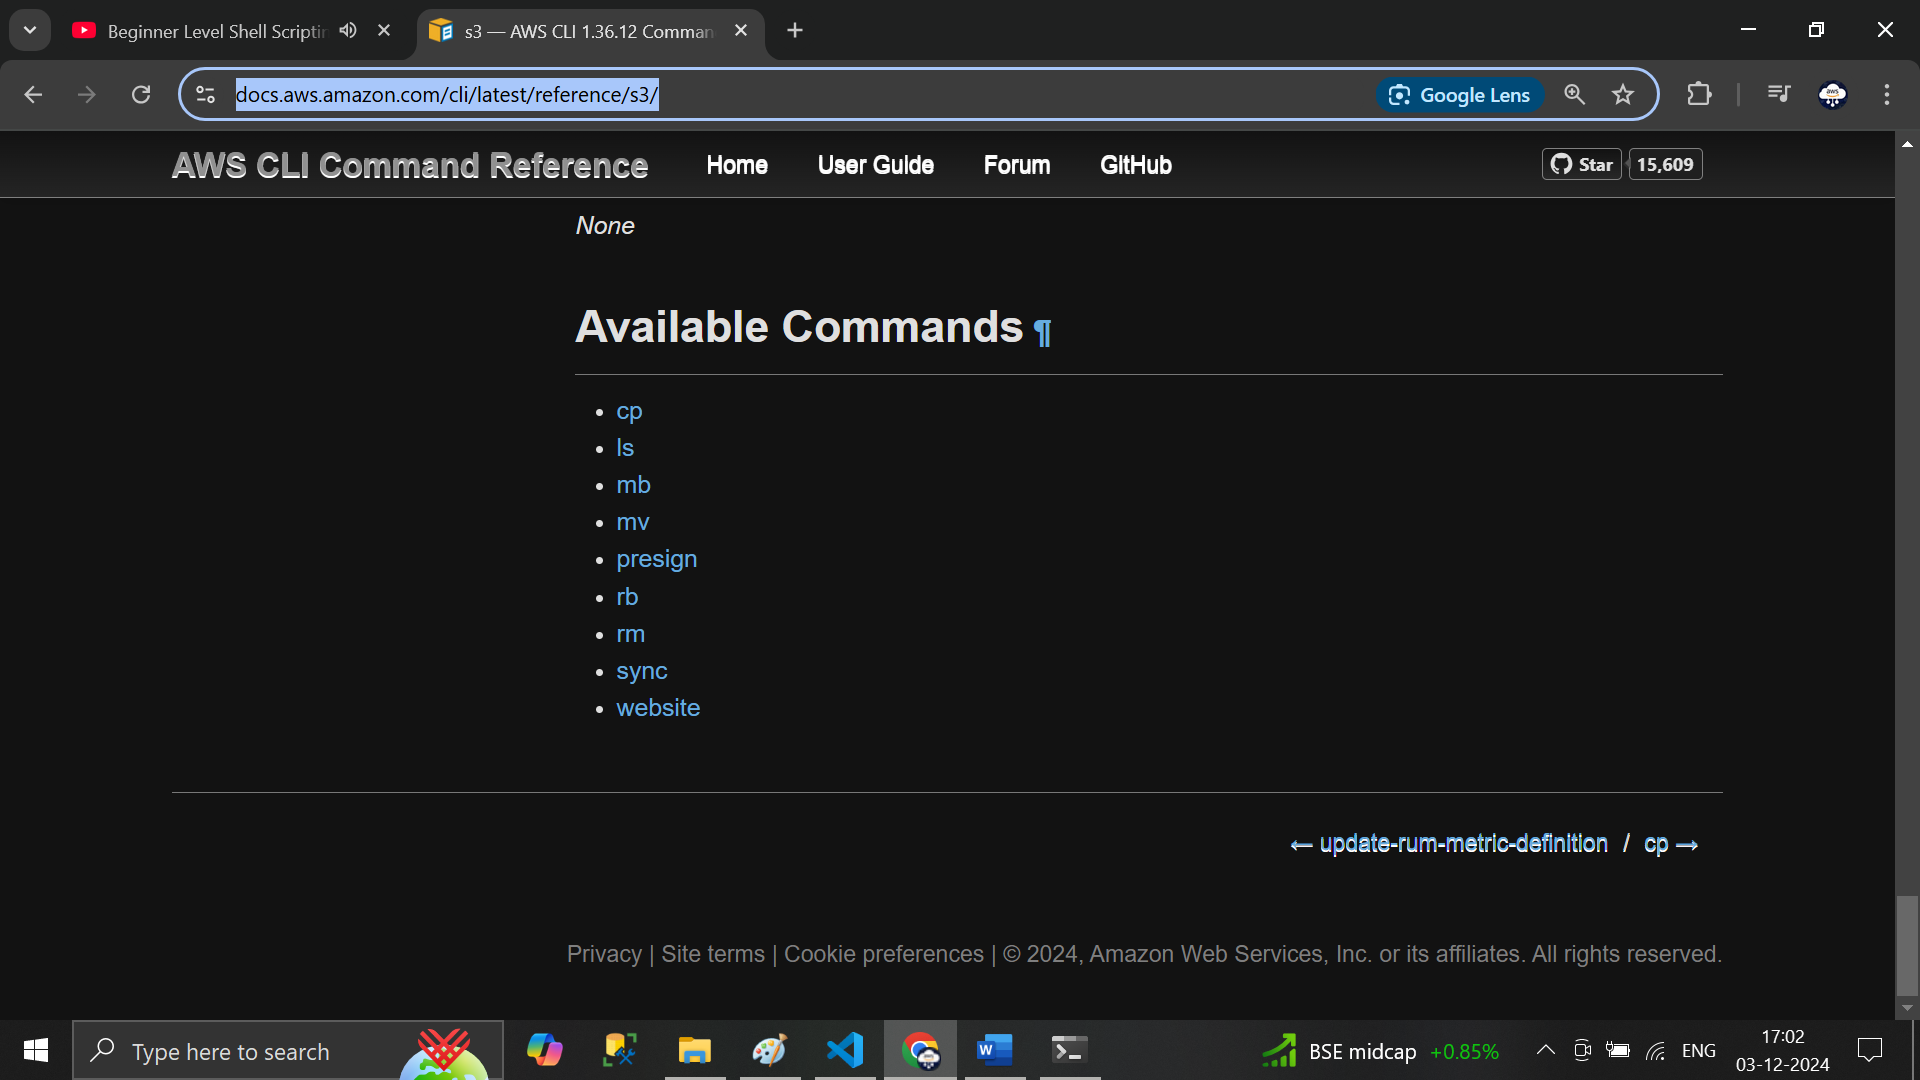 Beginner Level Shell Scriptin
s3 — AWS CLI 1.36.12 Comman
docs.aws.amazon.com/cli/latest/reference/s3/
Google Lens
aws
AWS CLI Command Reference
Home
User Guide
Forum
GitHub
Star
15,609
None
Available Commands ¶
• cp
• ls
• mb
• mv
• presign
• rb
• rm
• sync
• website
← update-rum-metric-definition / cp →
Privacy | Site terms | Cookie preferences | © 2024, Amazon Web Services, Inc. or its affiliates. All rights reserved.
Type here to search
W
BSE midcap +0.85%
ENG
17:02
03-12-2024